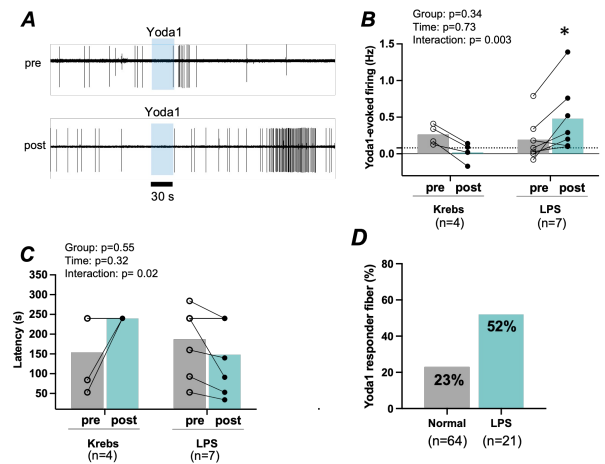 A
Yoda1
pre
Yoda1
post
30 s
B
Group: p=0.34
Time: p=0.73
Interaction: p= 0.003
*
Yoda1-evoked firing (Hz)
1.5
1.0
0.5
0.0
pre post pre post
Krebs LPS
(n=4) (n=7)
C
Group: p=0.55
Time: p=0.32
Interaction: p= 0.02
Latency (s)
350
300
250
200
150
100
50
pre post pre post
Krebs LPS
(n=4) (n=7)
D
Yoda1 responder fiber (%)
80
60
40
20
0
23%
52%
Normal LPS
(n=64) (n=21)